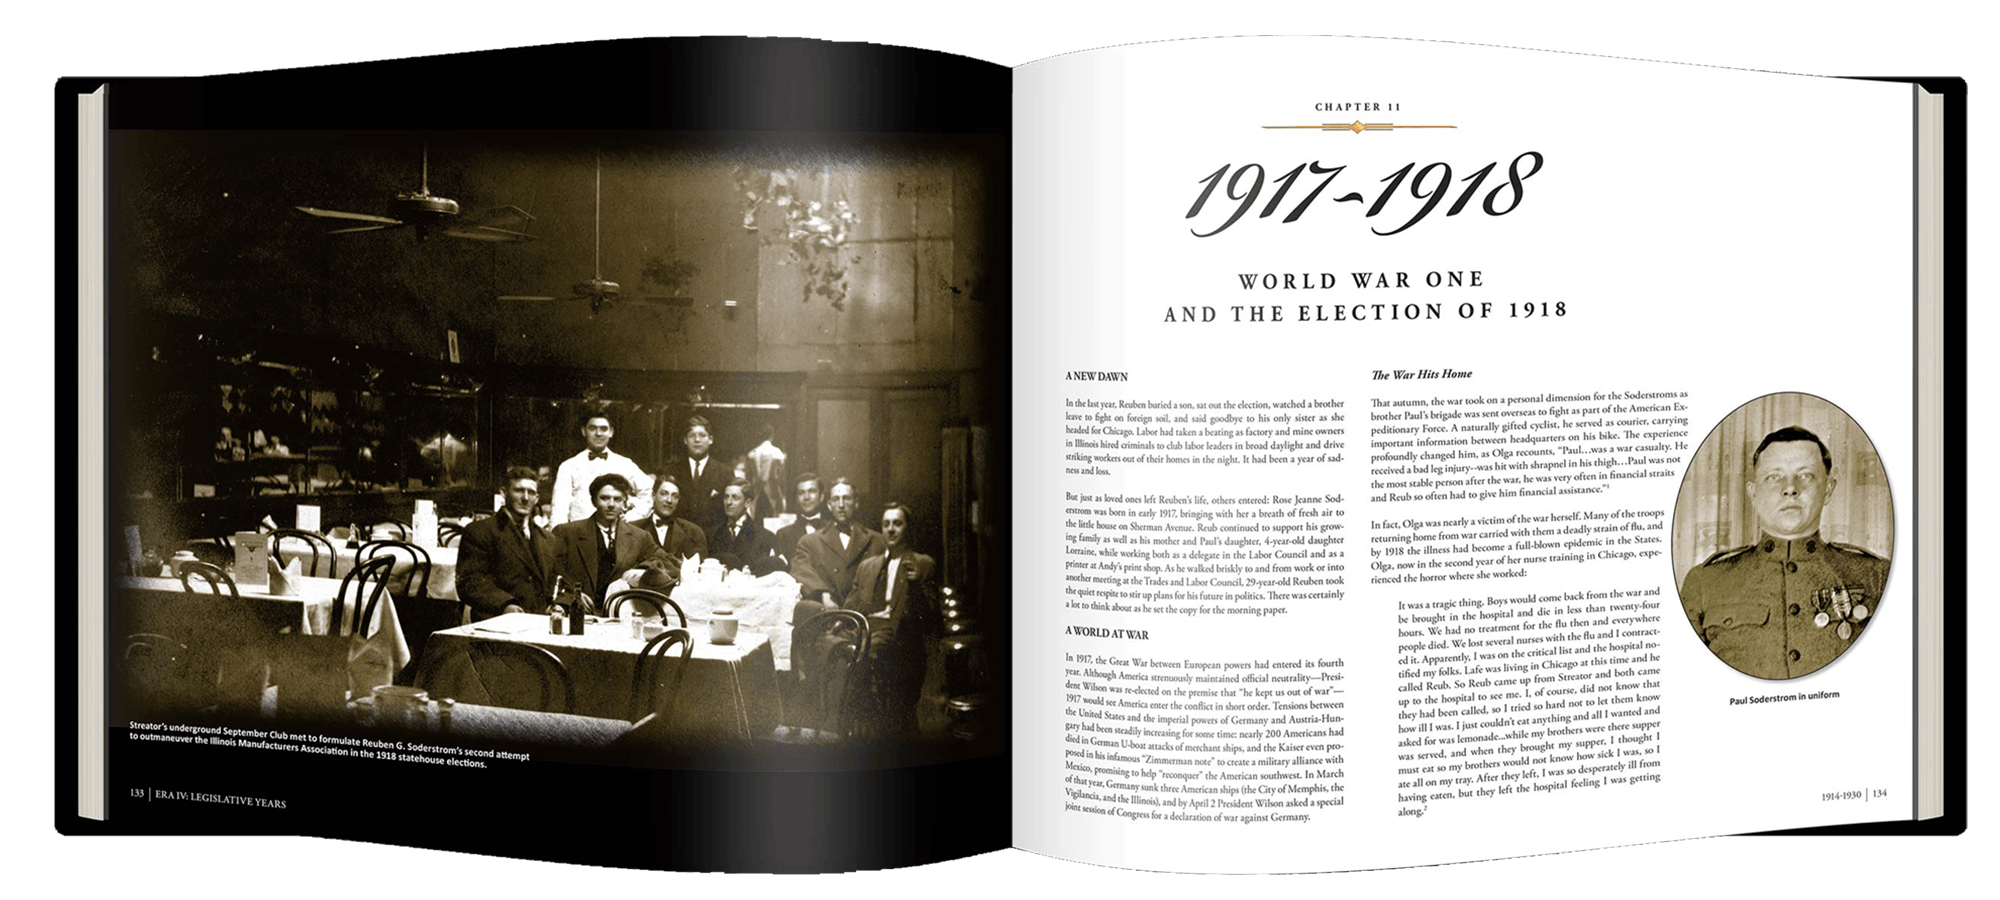 Streator's underground September Club met to formulate Reuben G. Soderstrom's second attempt
to outmaneuver the Illinois Manufacturers Association in the 1918 statehouse elections.
133 | ERA IV: LEGISLATIVE YEARS
CHAPTER 11
1917-1918
WORLD WAR ONE
AND THE ELECTION OF 1918
A NEW DAWN
In the last year, Reuben buried a son, sat out the election, watched a brother
leave to fight on foreign soil, and said goodbye to his only sister as she
headed for Chicago. Labor had taken a beating as factory and mine owners
in Illinois hired criminals to club labor leaders in broad daylight and drive
striking workers out of their homes in the night. It had been a year of sad-
ness and loss.
But just as loved ones left Reuben's life, others entered: Rose Jeanne Sod-
erstrom was born in early 1917, bringing with her a breath of fresh air to
the little house on Sherman Avenue. Reub continued to support his grow-
ing family as well as his mother and Paul's daughter, 4-year-old daughter
Lorraine, while working both as a delegate in the Labor Council and as a
printer at Andy's print shop. As he walked briskly to and from work or into
another meeting at the Trades and Labor Council, 29-year-old Reuben took
the quiet respite to stir up plans for his future in politics. There was certainly
a lot to think about as he set the copy for the morning paper.
A WORLD AT WAR
In 1917, the Great War between European powers had entered its fourth
year. Although America strenuously maintained official neutrality—Presi-
dent Wilson was re-elected on the premise that "he kept us out of war"—
1917 would see America enter the conflict in short order. Tensions between
the United States and the imperial powers of Germany and Austria-Hun-
gary had been steadily increasing for some time: nearly 200 Americans had
died in German U-boat attacks of merchant ships, and the Kaiser even pro-
posed in his infamous "Zimmerman note" to create a military alliance with
Mexico, promising to help "reconquer" the American southwest. In March
of that year, Germany sunk three American ships (the City of Memphis, the
Vigilancia, and the Illinois), and by April 2 President Wilson asked a special
joint session of Congress for a declaration of war against Germany.
The War Hits Home
That autumn, the war took on a personal dimension for the Soderstroms as
brother Paul's brigade was sent overseas to fight as part of the American Ex-
peditionary Force. A naturally gifted cyclist, he served as courier, carrying
important information between headquarters on his bike. The experience
profoundly changed him, as Olga recounts, "Paul...was a war casualty. He
received a bad leg injury--was hit with shrapnel in his thigh...Paul was not
the most stable person after the war, he was very often in financial straits
and Reub so often had to give him financial assistance."1
In fact, Olga was nearly a victim of the war herself. Many of the troops
returning home from war carried with them a deadly strain of flu, and
by 1918 the illness had become a full-blown epidemic in the States.
Olga, now in the second year of her nurse training in Chicago, expe-
rienced the horror where she worked:
It was a tragic thing. Boys would come back from the war and
be brought in the hospital and die in less than twenty-four
hours. We had no treatment for the flu then and everywhere
people died. We lost several nurses with the flu and I contract-
ed it. Apparently, I was on the critical list and the hospital no-
tified my folks. Lafe was living in Chicago at this time and he
called Reub. So Reub came up from Streator and both came
up to the hospital to see me. I, of course, did not know that
they had been called, so I tried so hard not to let them know
how ill I was. I just couldn't eat anything and all I wanted and
asked for was lemonade...while my brothers were there supper
was served, and when they brought my supper, I thought I
must eat so my brothers would not know how sick I was, so I
ate all on my tray. After they left, I was so desperately ill from
having eaten, but they left the hospital feeling I was getting
along.2
Paul Soderstrom in uniform
1914-1930 | 134